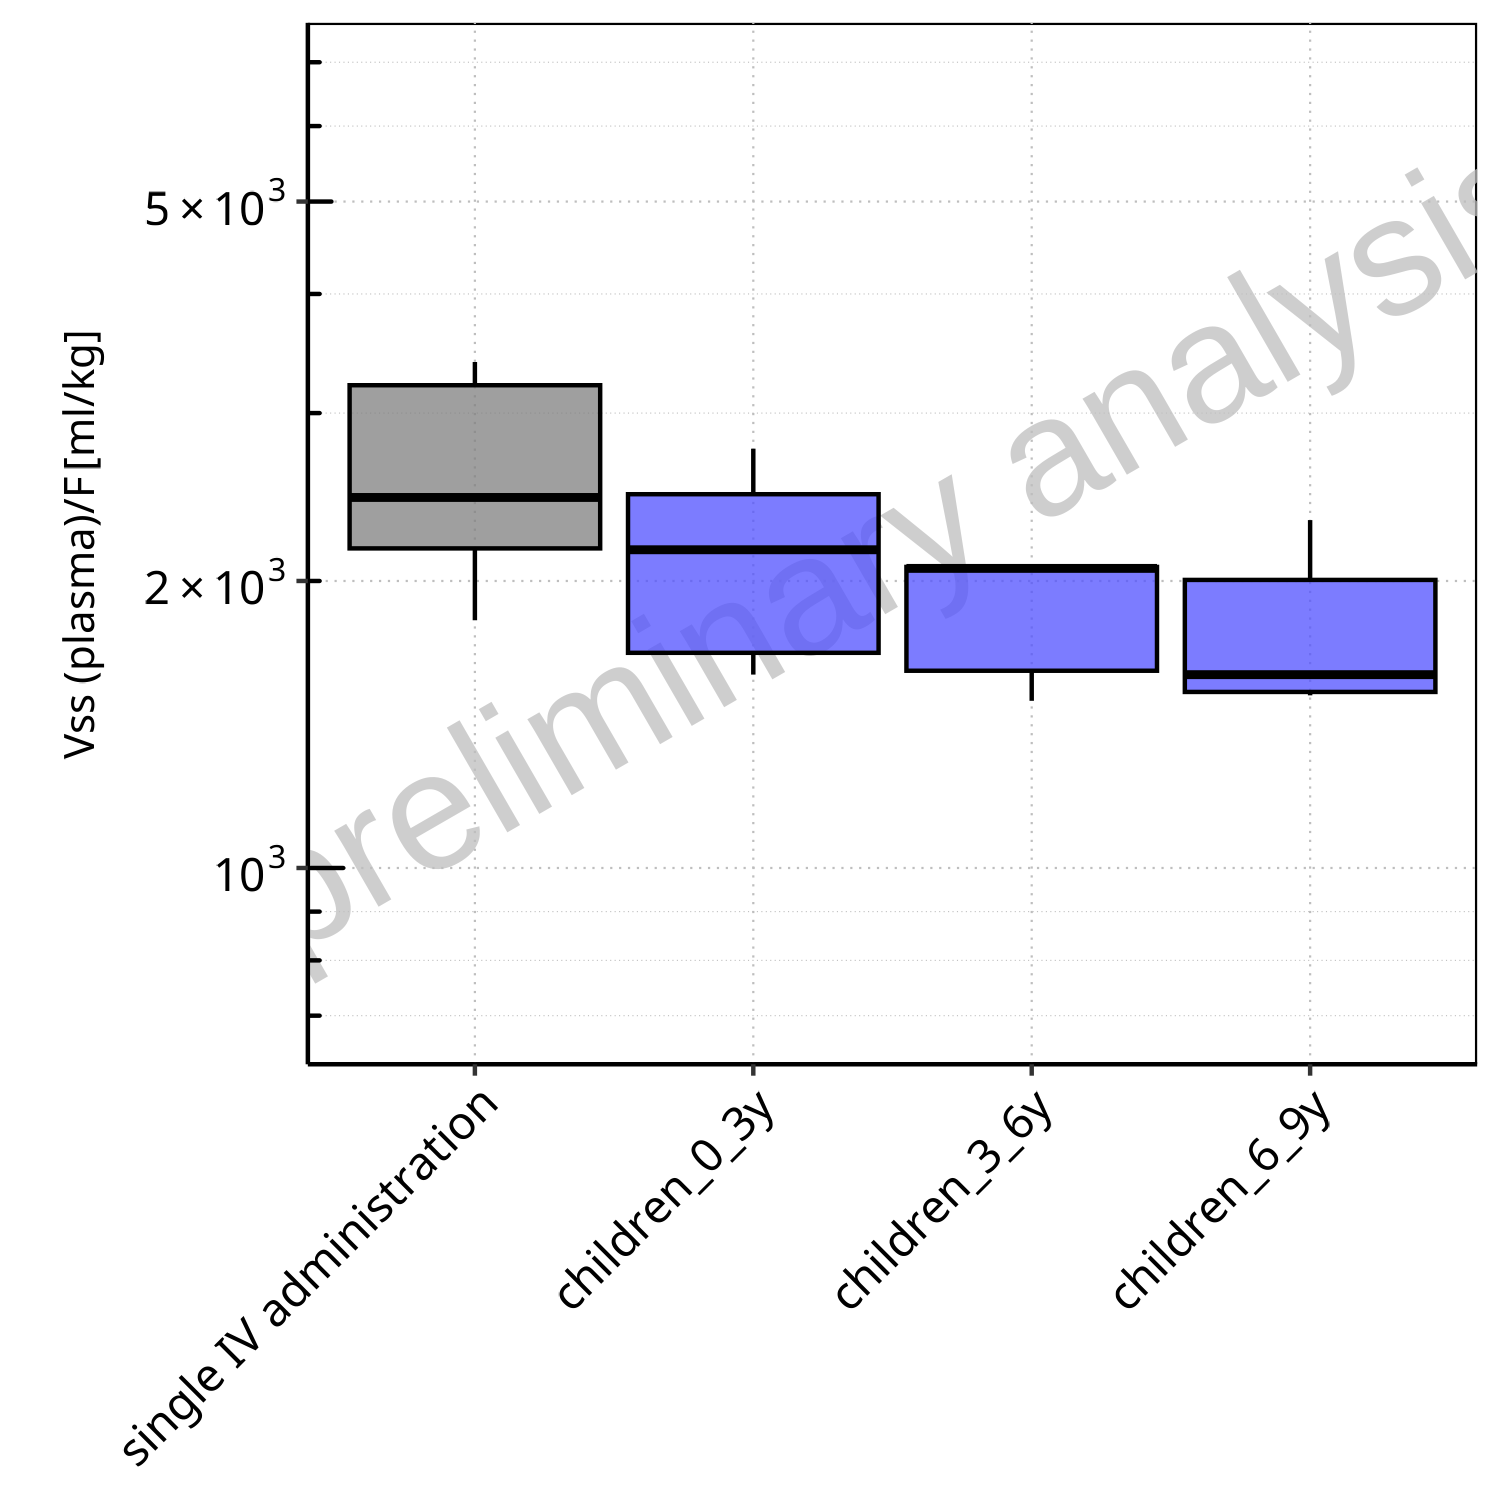 Vss (plasma)/F [ml/kg]
5 × 10³
2 × 10³
10³
preliminary analysis
single IV administration
children_0_3y
children_3_6y
children_6_9y